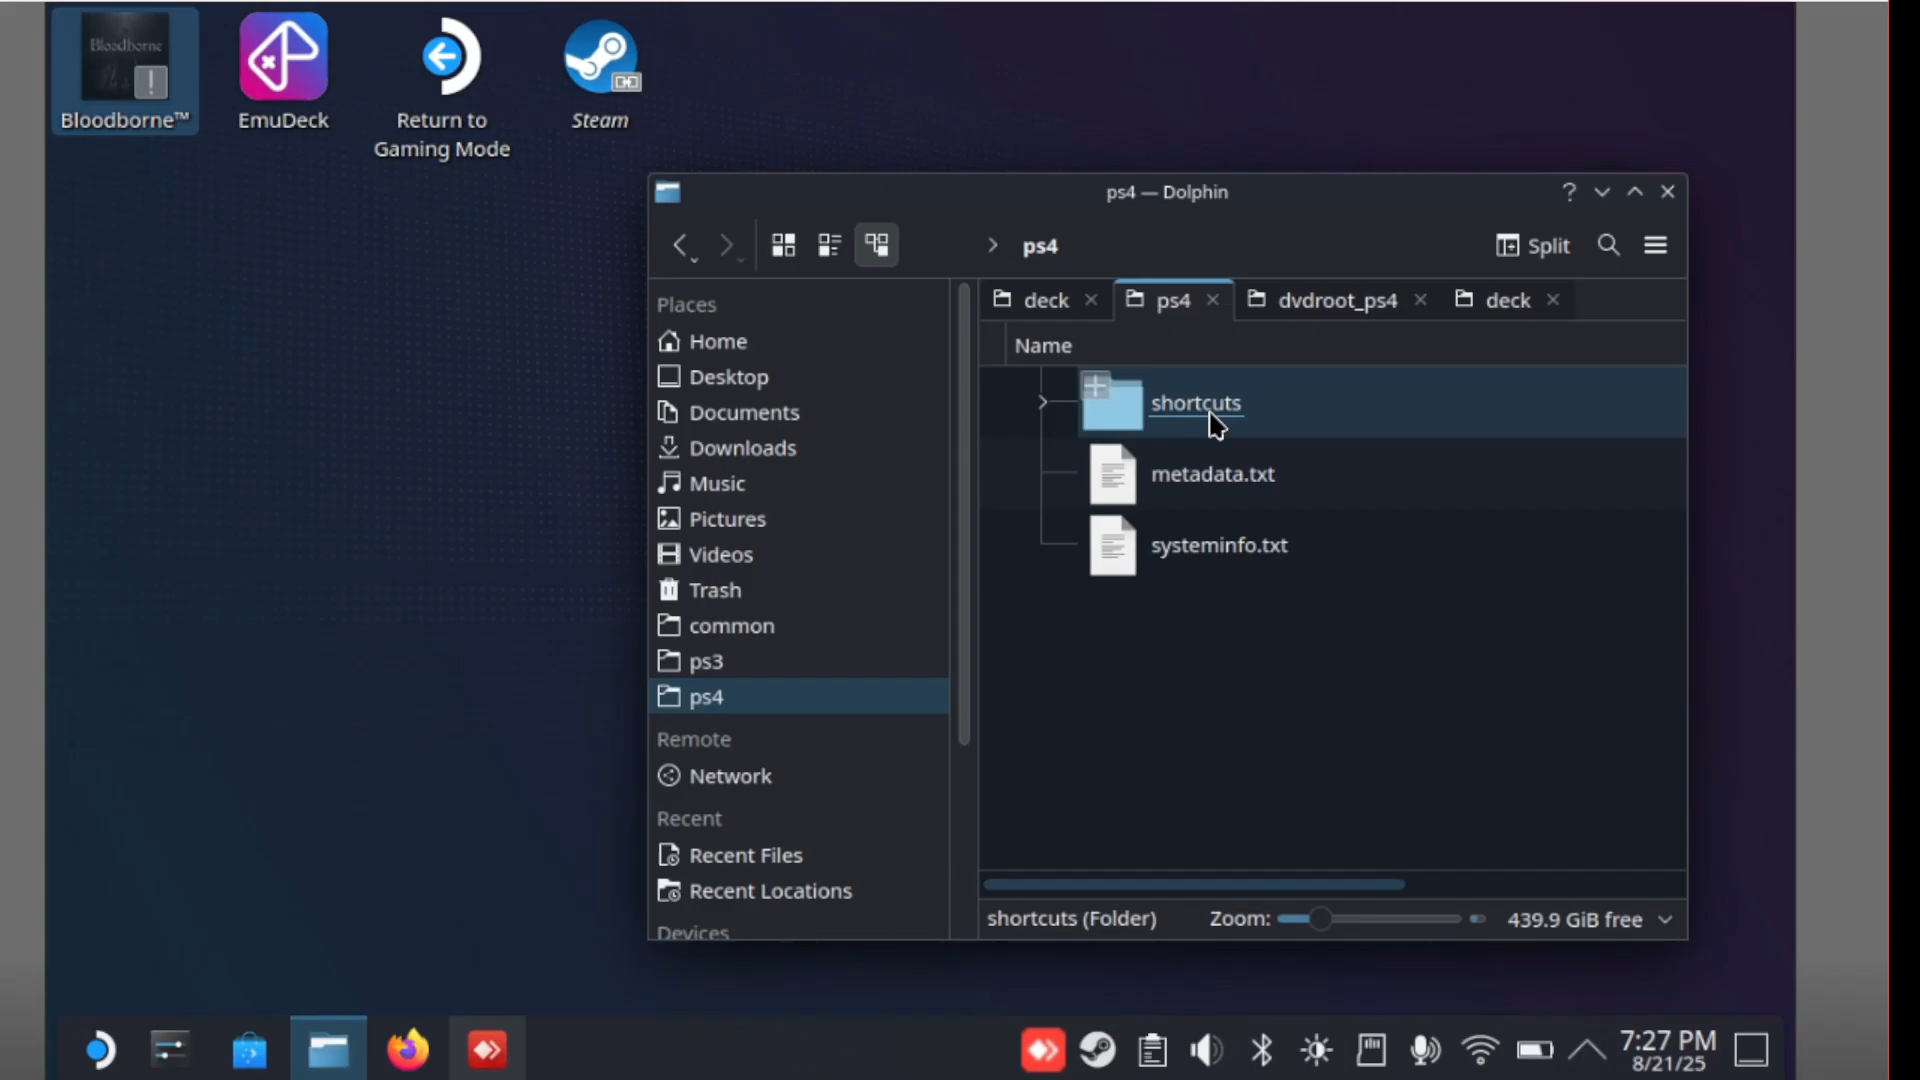 Bloodborne
Bloodborne™
EmuDeck
Return to
Gaming Mode
Steam
ps4 — Dolphin
ps4
Split
Places
Home
Desktop
Documents
Downloads
Music
Pictures
Videos
Trash
common
ps3
ps4
Remote
Network
Recent
Recent Files
Recent Locations
Devices
deck
ps4
dvdroot_ps4
deck
Name
shortcuts
metadata.txt
systeminfo.txt
shortcuts (Folder)
Zoom:
439.9 GiB free
7:27 PM
8/21/25